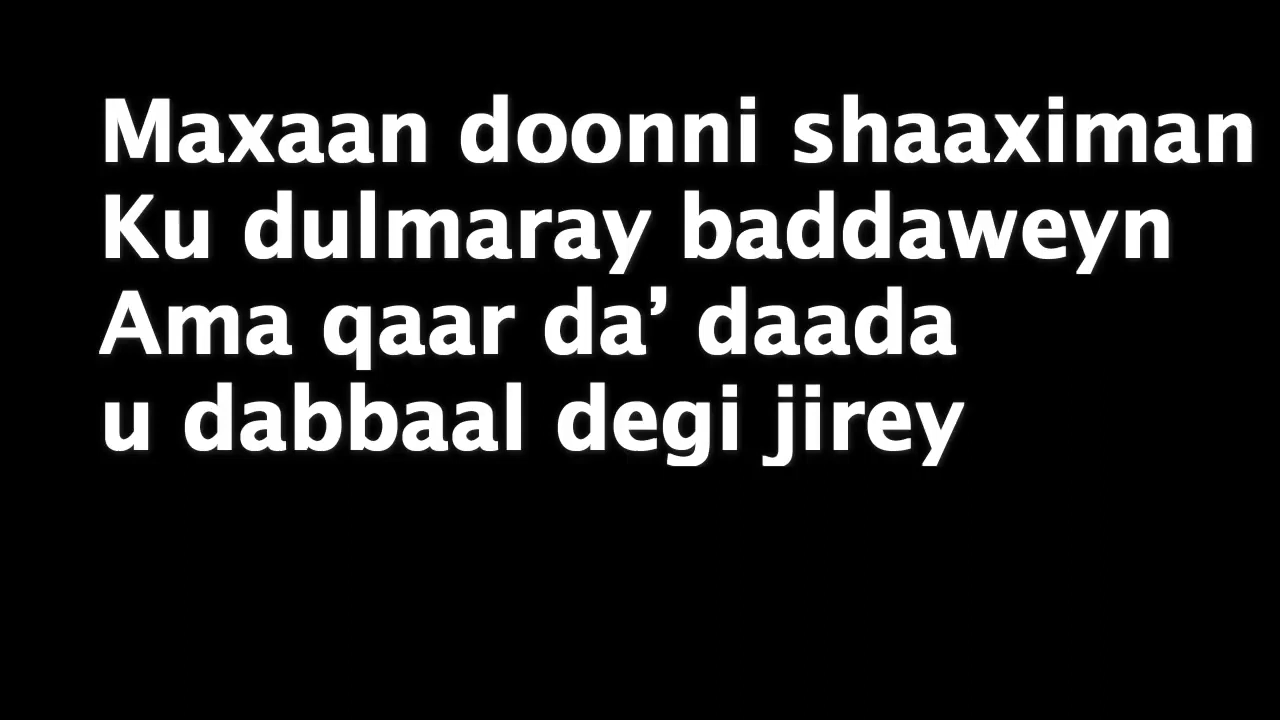 Maxaan doonni shaaximan
Ku dulmaray baddaweyn
Ama qaar da’ daada
u dabbaal degi jirey